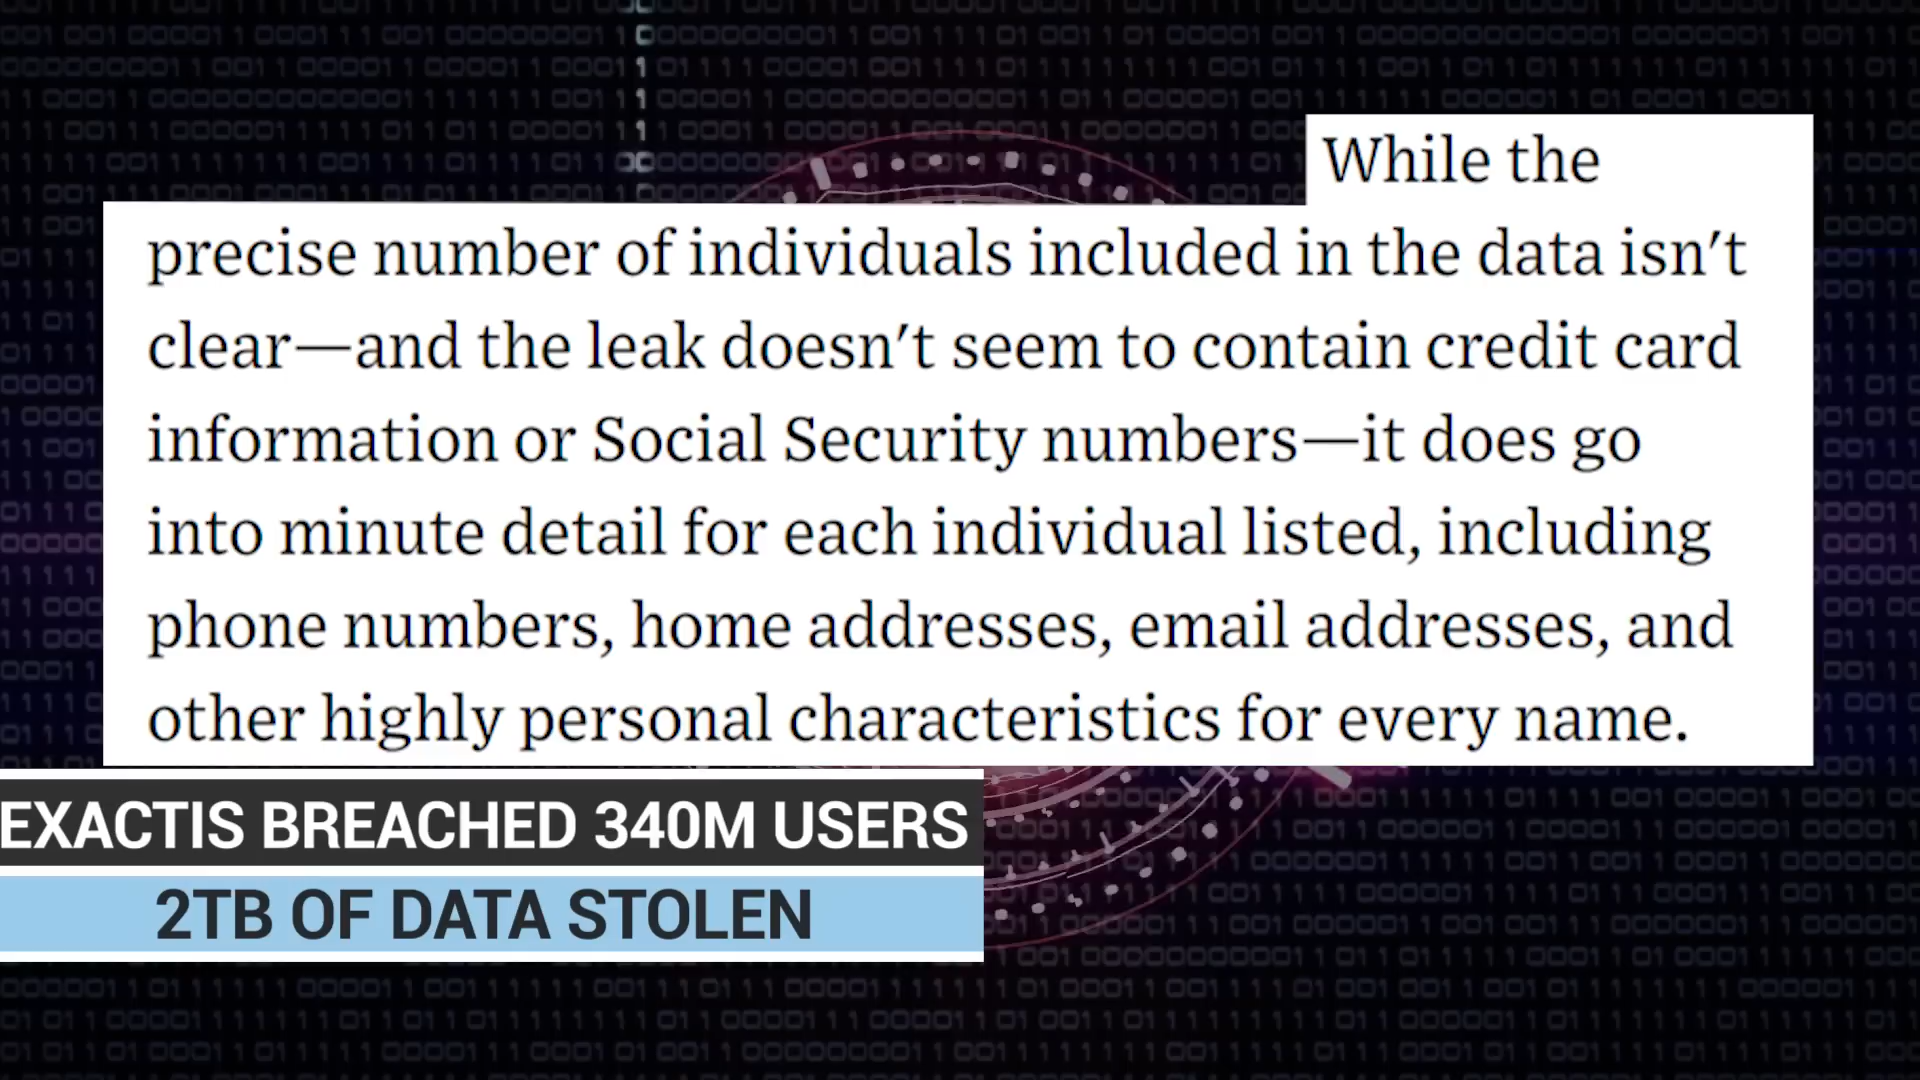 While the
precise number of individuals included in the data isn't
clear—and the leak doesn't seem to contain credit card
information or Social Security numbers—it does go
into minute detail for each individual listed, including
phone numbers, home addresses, email addresses, and
other highly personal characteristics for every name.
EXACTIS BREACHED 340M USERS
2TB OF DATA STOLEN